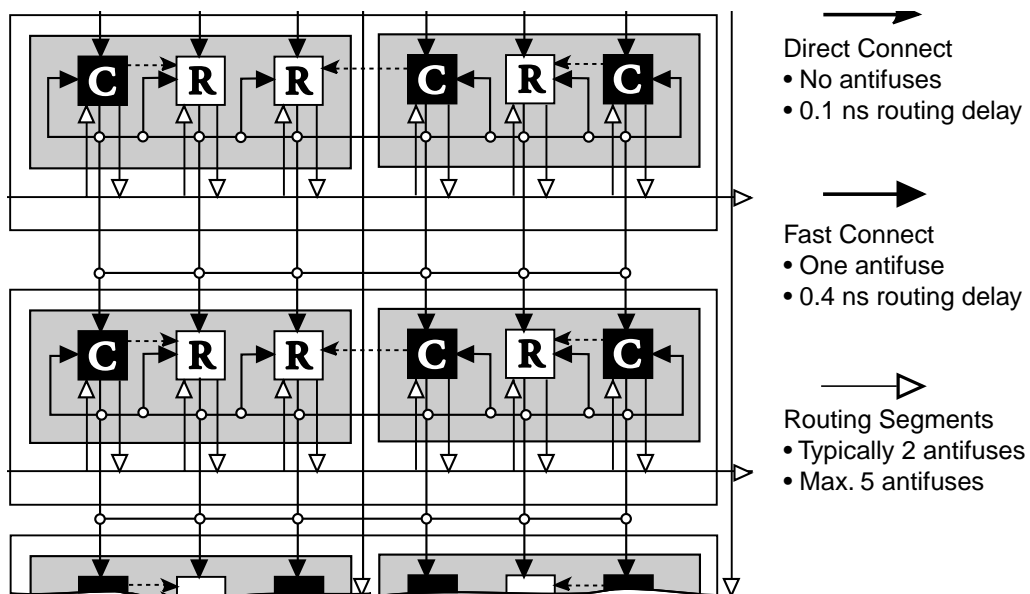 C R R C R C
Direct Connect
• No antifuses
• 0.1 ns routing delay
Fast Connect
• One antifuse
• 0.4 ns routing delay
C R R C R C
Routing Segments
• Typically 2 antifuses
• Max. 5 antifuses